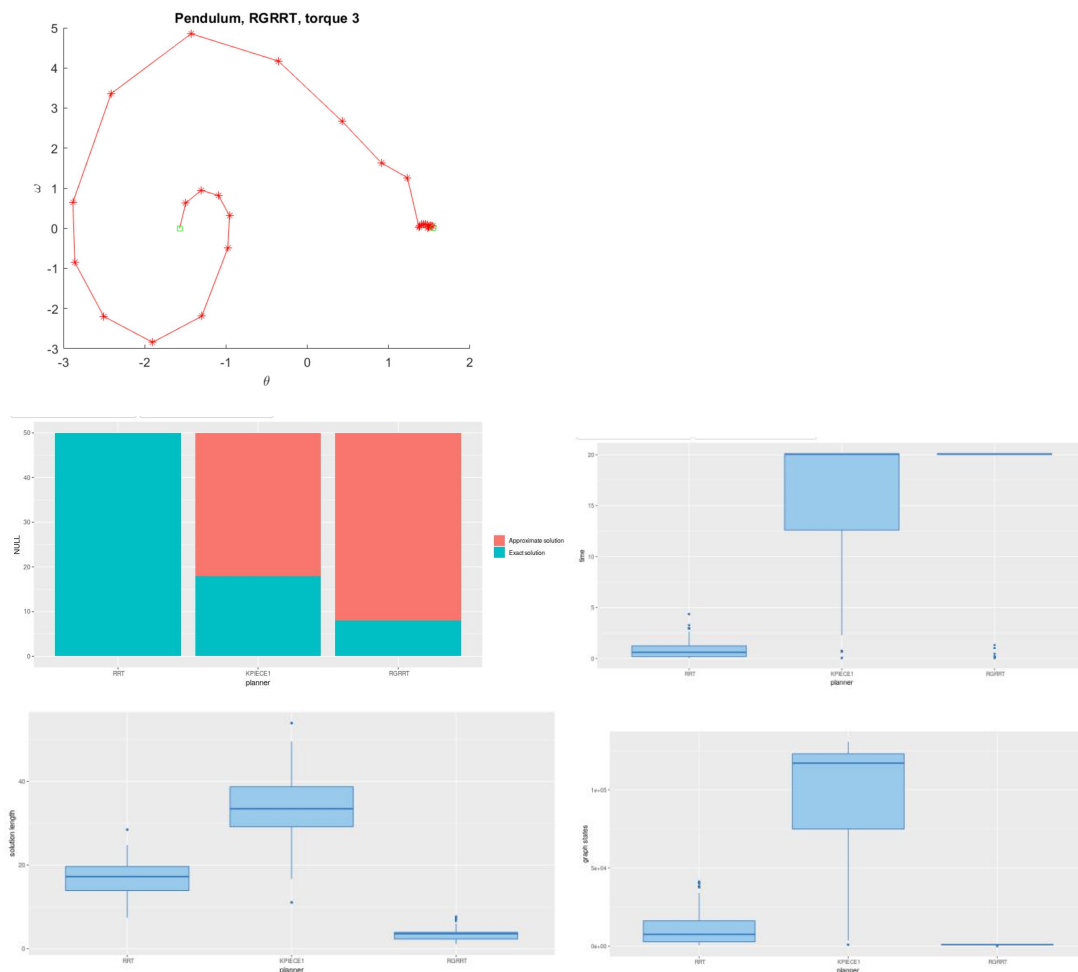 Pendulum, RGRRT, torque 3
5
4
3
2
1
0
-1
-2
-3
ω
-3
-2
-1
0
1
2
θ
50
40
30
20
10
0
NULL
RRT
KPIECE1
RGRRT
planner
Approximate solution
Exact solution
20
15
10
5
0
time
RRT
KPIECE1
RGRRT
planner
40
20
0
solution length
RRT
KPIECE1
RGRRT
planner
1e+05
5e+04
0e+00
graph states
RRT
KPIECE1
RGRRT
planner